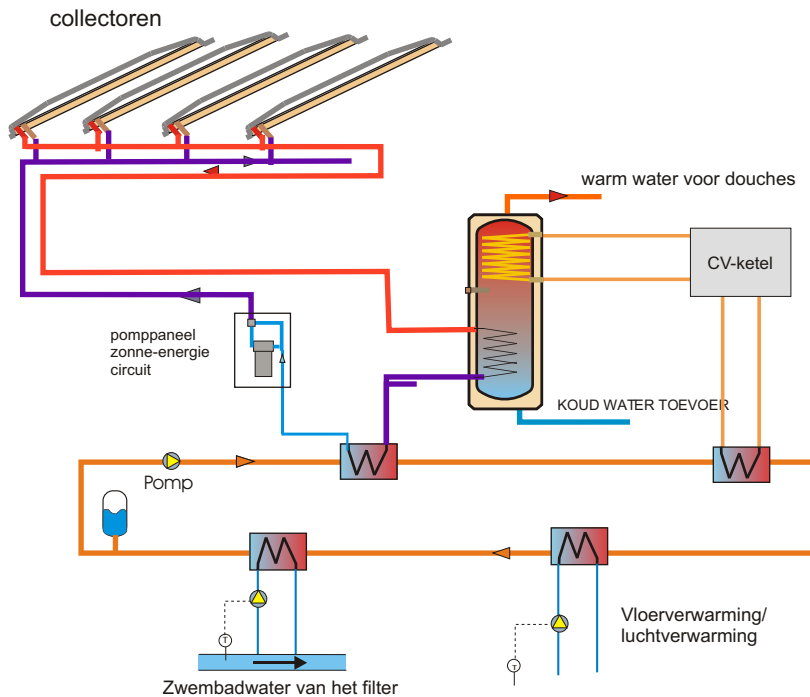 collectoren
warm water voor douches
CV-ketel
pomppaneel
zonne-energie
circuit
KOUD WATER TOEVOER
Pomp
T
T
Vloerverwarming/
luchtverwarming
Zwembadwater van het filter